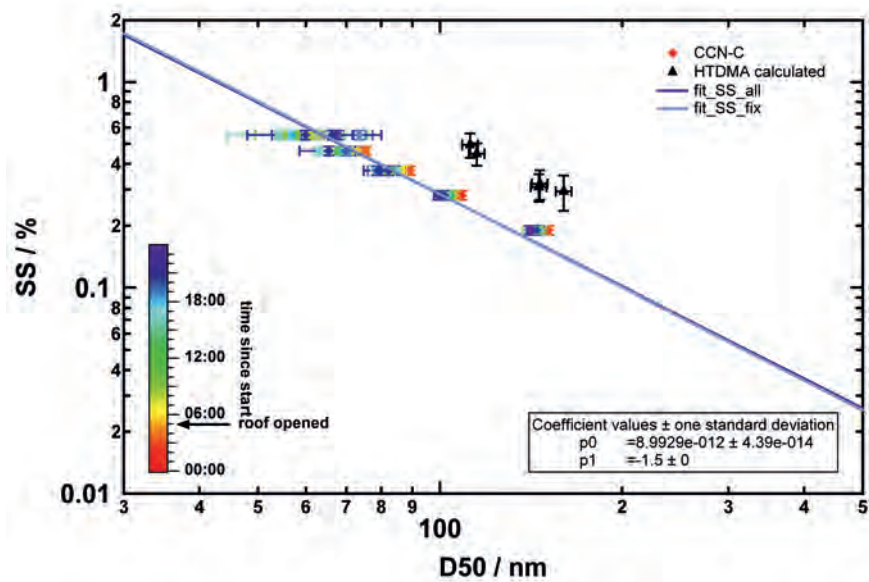 2
1
8
6
4
2
0.1
8
6
4
2
0.01
SS / %
CCN-C
HTDMA calculated
fit_SS_all
fit_SS_fix
18:00
12:00
06:00
00:00
time since start
roof opened
Coefficient values ± one standard deviation
p0 =8.9929e-012 ± 4.39e-014
p1 =-1.5 ± 0
3 4 5 6 7 8 9 100 2 3 4 5
D50 / nm